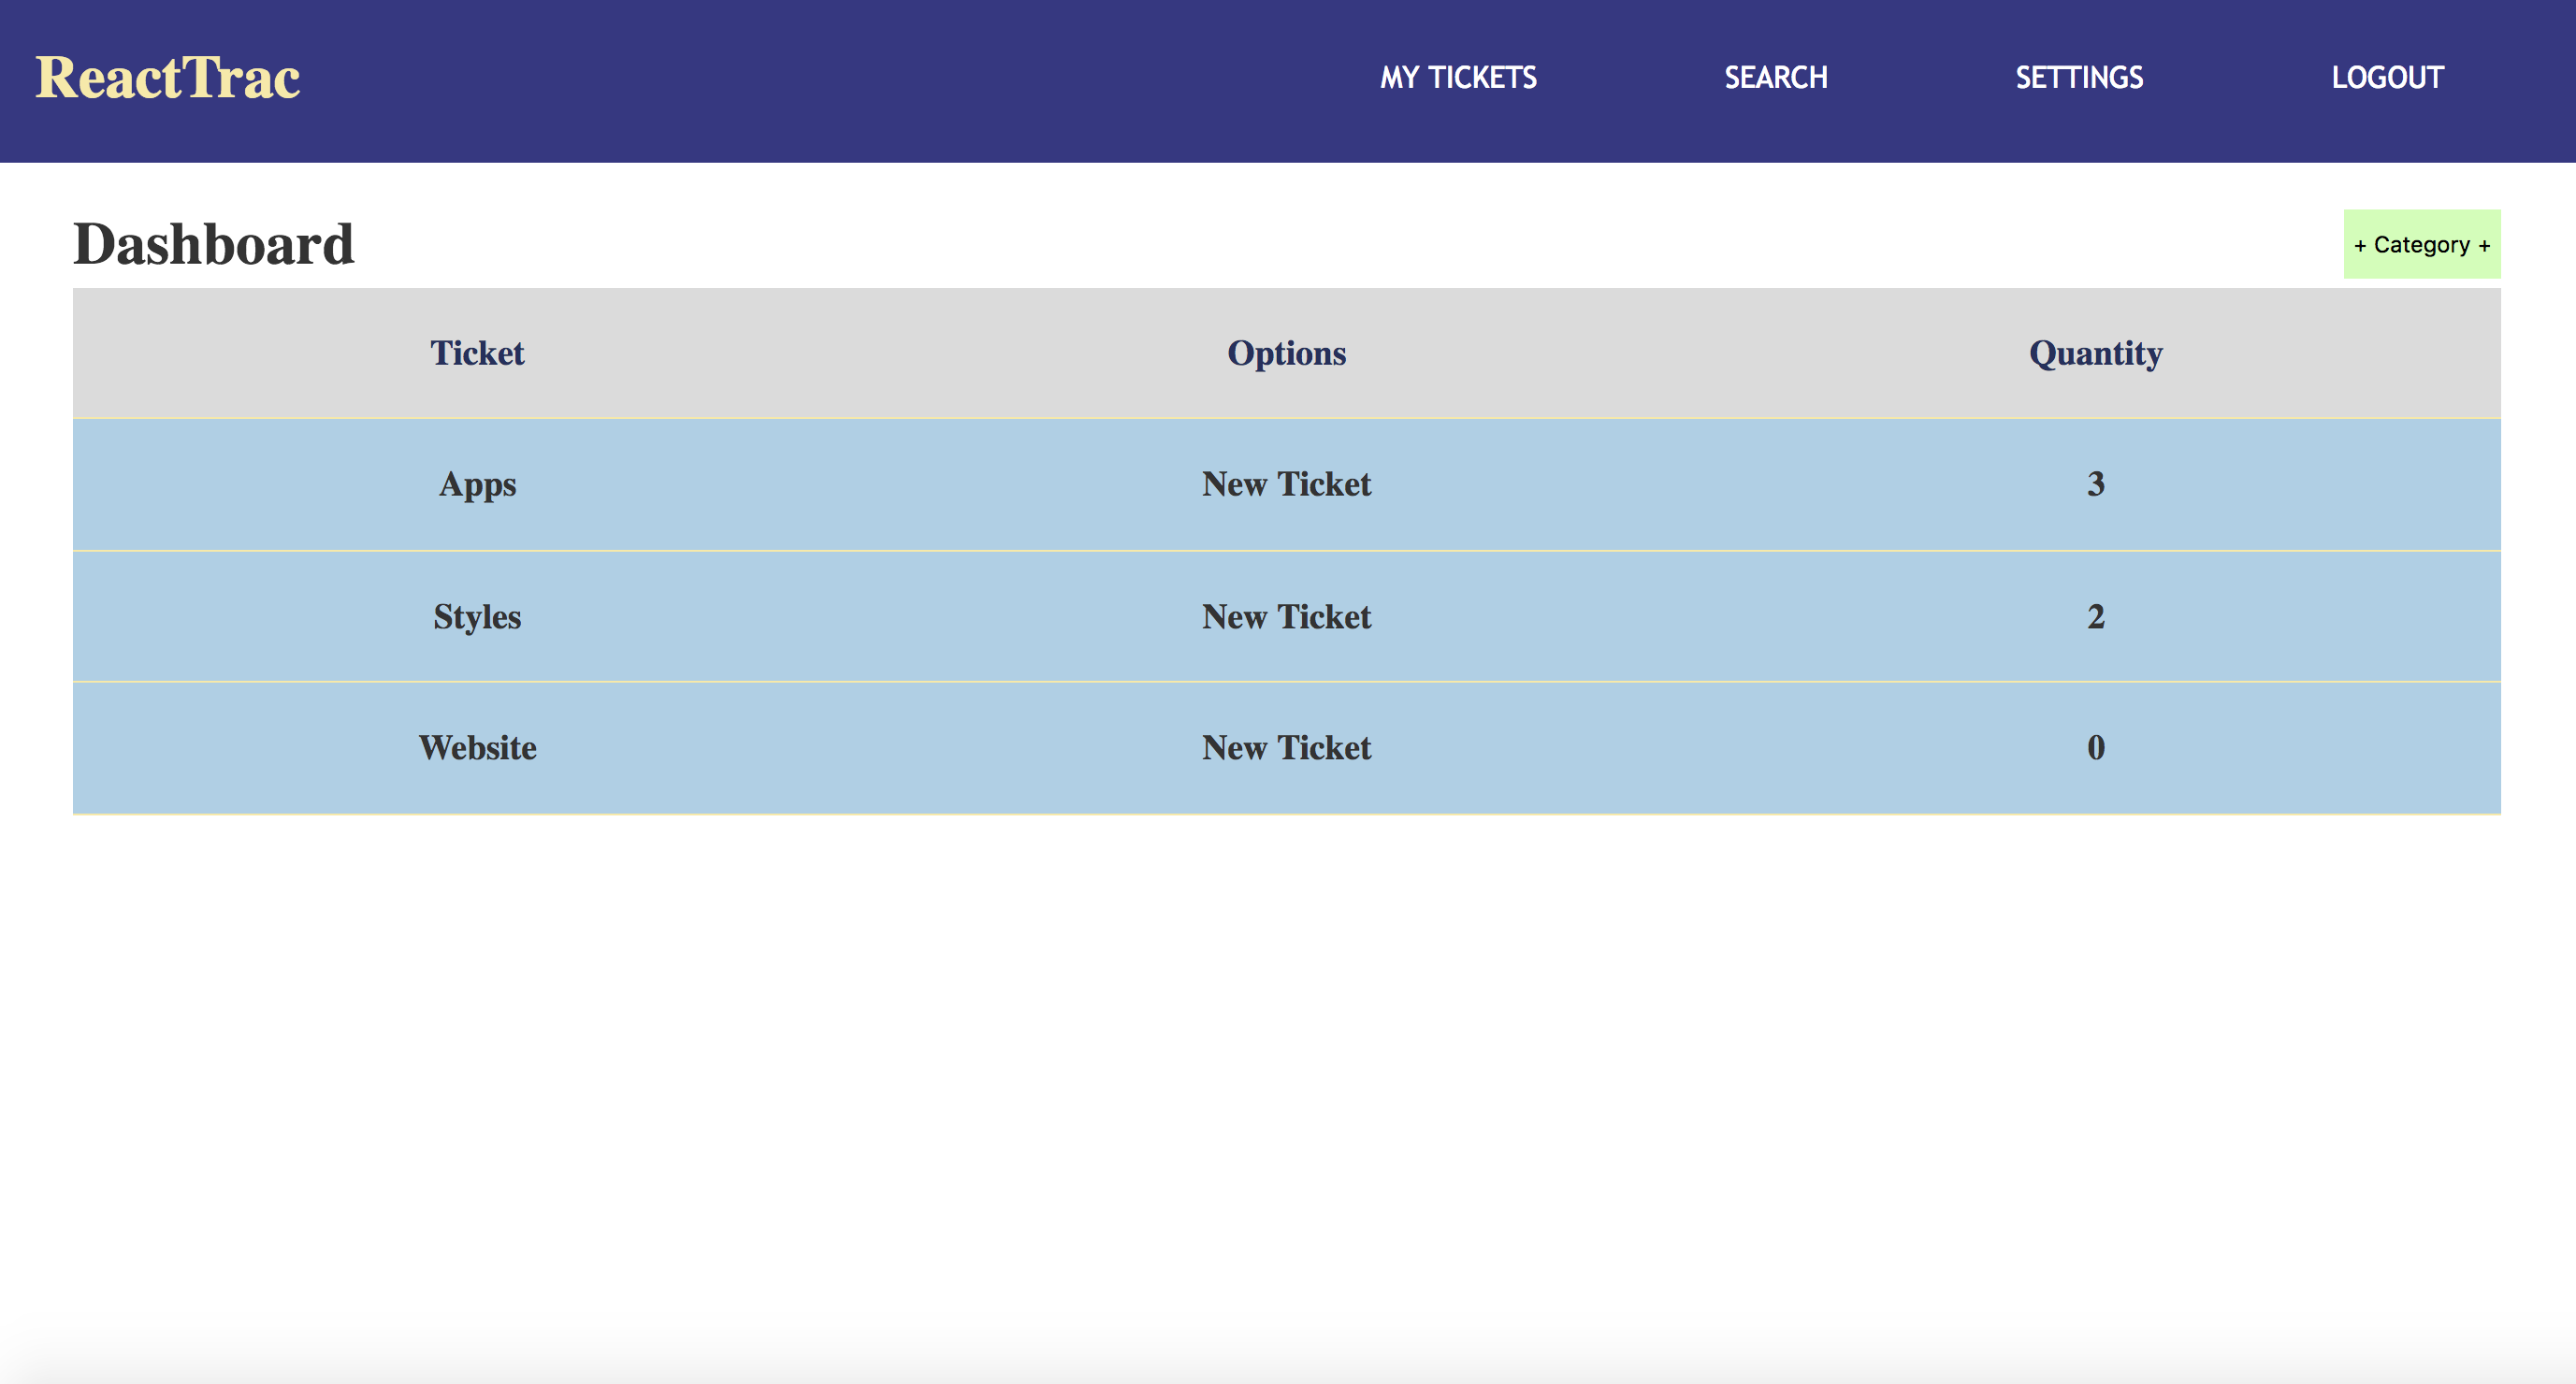 ReactTrac MY TICKETS SEARCH SETTINGS LOGOUT
Dashboard + Category +
Ticket Options Quantity
Apps New Ticket 3
Styles New Ticket 2
Website New Ticket 0